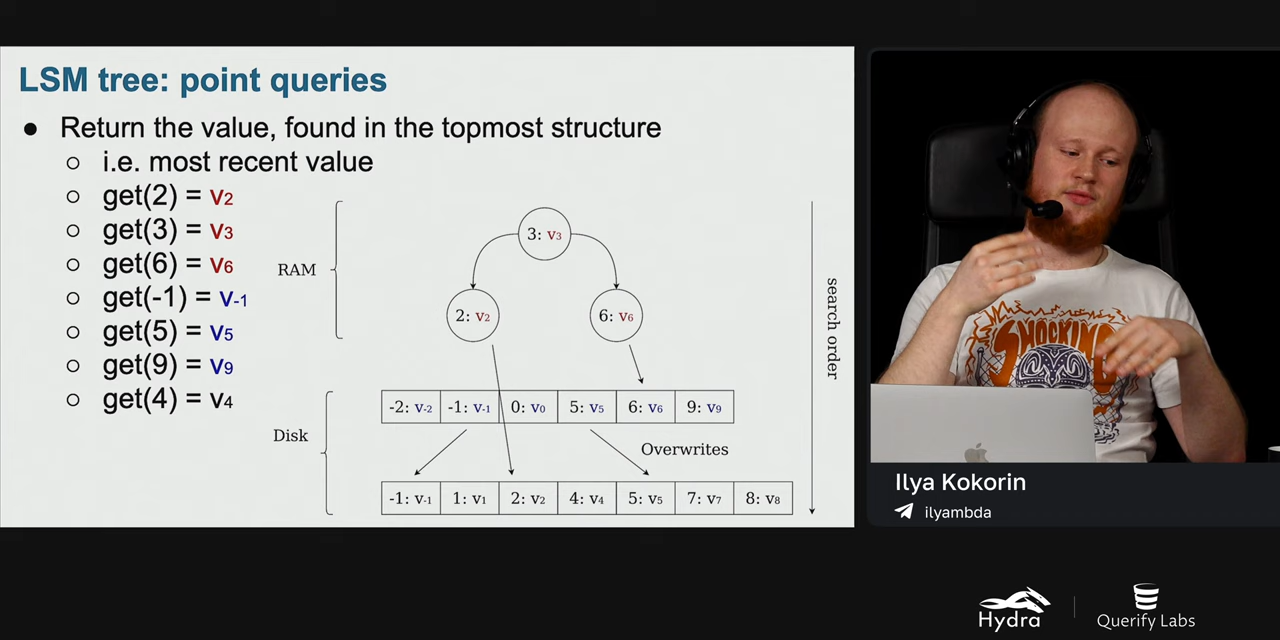 LSM tree: point queries
● Return the value, found in the topmost structure
○ i.e. most recent value
○ get(2) = v2
○ get(3) = v3
○ get(6) = v6
○ get(-1) = v-1
○ get(5) = v5
○ get(9) = v9
○ get(4) = v4
RAM
3: v3
2: v2
6: v6
Disk
-2: v-2 -1: v-1 0: v0 5: v5 6: v6 9: v9
Overwrites
-1: v-1 1: v1 2: v2 4: v4 5: v5 7: v7 8: v8
search order
SHOCKING
Ilya Kokorin
ilyambda
Hydra
Querify Labs